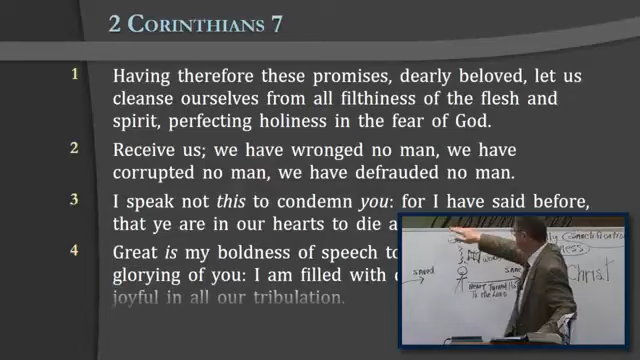 2 CORINTHIANS 7
1 Having therefore these promises, dearly beloved, let us
cleanse ourselves from all filthiness of the flesh and
spirit, perfecting holiness in the fear of God.
2 Receive us; we have wronged no man, we have
corrupted no man, we have defrauded no man.
3 I speak not this to condemn you: for I have said before,
that ye are in our hearts to die a
4 Great is my boldness of speech to
glorying of you: I am filled with
joyful in all our tribulation.
Christ